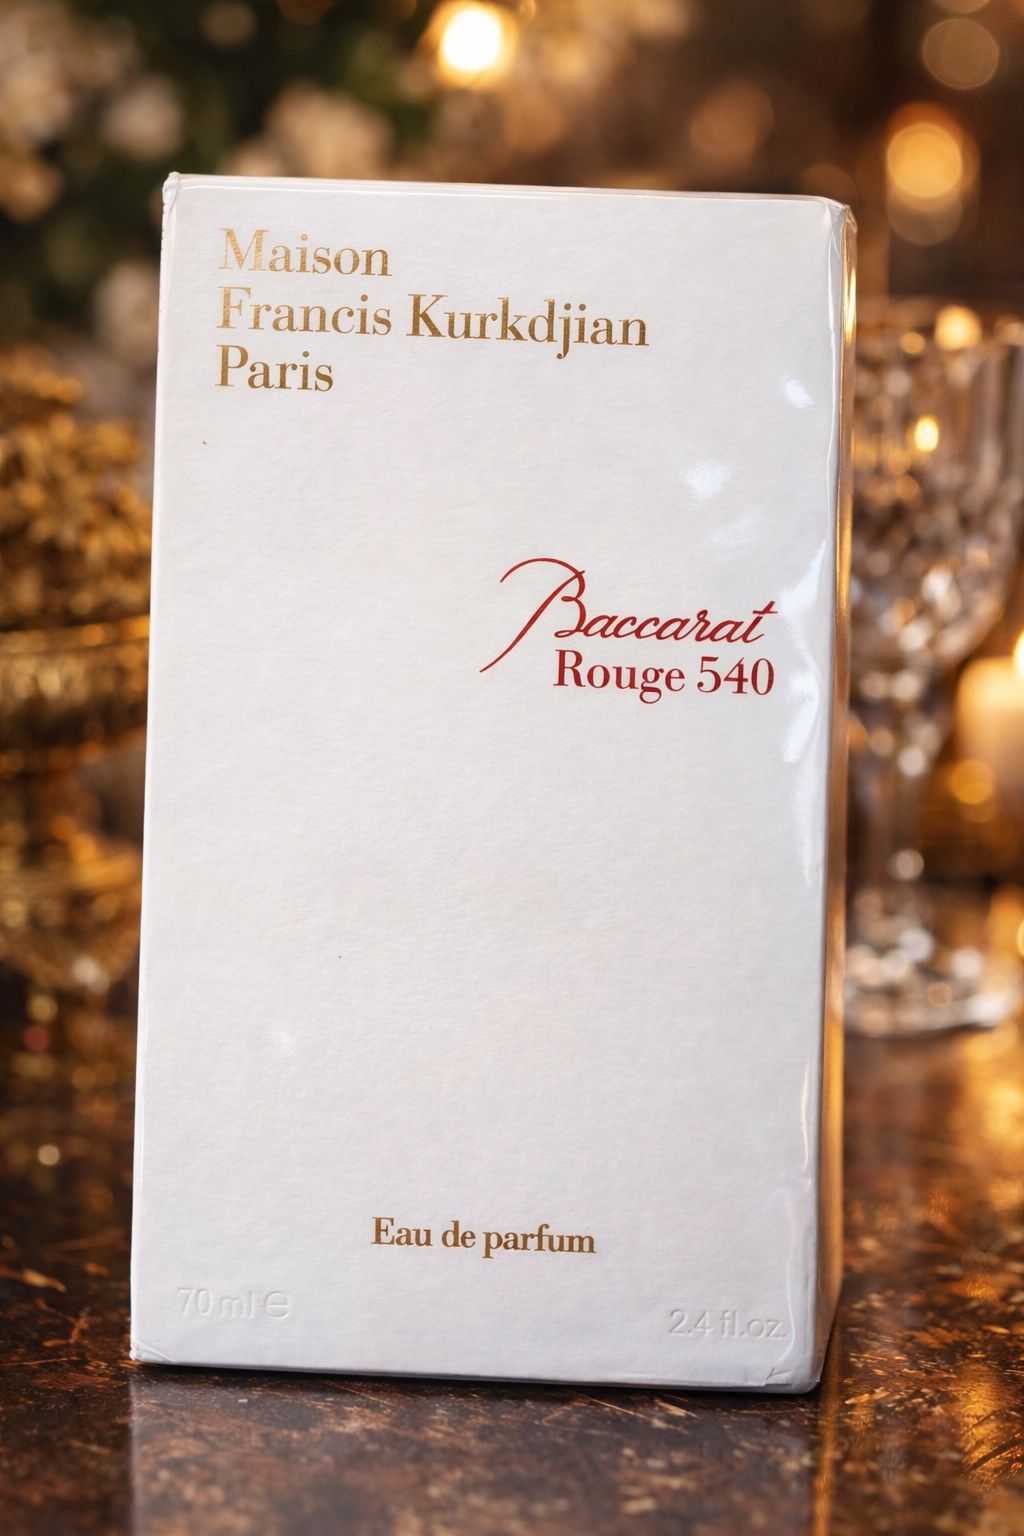 Maison
Francis Kurkdjian
Paris
Baccarat
Rouge 540
Eau de parfum
70 ml ℮
2.4 fl.oz.